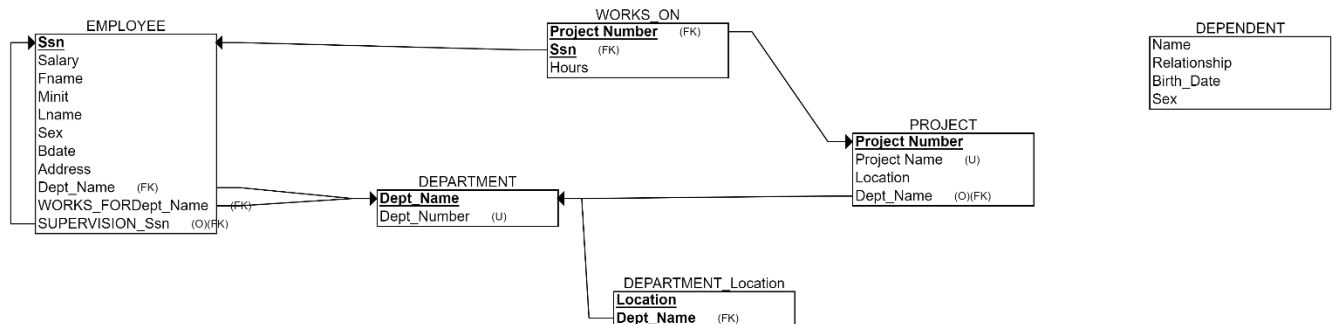 EMPLOYEE
Ssn
Salary
Fname
Minit
Lname
Sex
Bdate
Address
Dept_Name (FK)
WORKS_FORDept_Name (FK)
SUPERVISION_Ssn (O)(FK)
WORKS_ON
Project Number (FK)
Ssn (FK)
Hours
DEPARTMENT
Dept_Name
Dept_Number (U)
DEPARTMENT_Location
Location
Dept_Name (FK)
PROJECT
Project Number
Project Name (U)
Location
Dept_Name (O)(FK)
DEPENDENT
Name
Relationship
Birth_Date
Sex